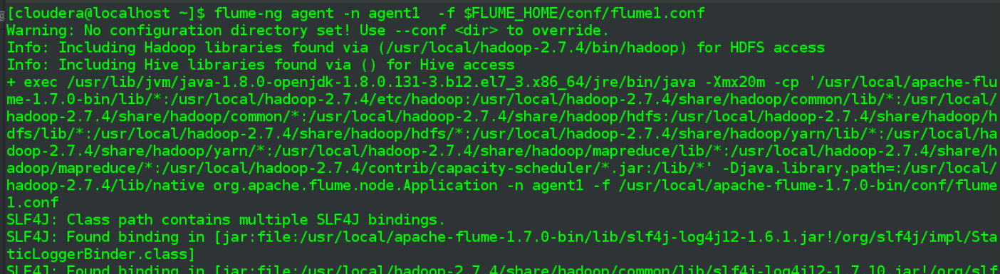 [cloudera@localhost ~]$ flume-ng agent -n agent1  -f $FLUME_HOME/conf/flume1.conf
Warning: No configuration directory set! Use --conf <dir> to override.
Info: Including Hadoop libraries found via (/usr/local/hadoop-2.7.4/bin/hadoop) for HDFS access
Info: Including Hive libraries found via () for Hive access
+ exec /usr/lib/jvm/java-1.8.0-openjdk-1.8.0.131-3.b12.el7_3.x86_64/jre/bin/java -Xmx20m -cp '/usr/local/apache-flu
me-1.7.0-bin/lib/*:/usr/local/hadoop-2.7.4/etc/hadoop:/usr/local/hadoop-2.7.4/share/hadoop/common/lib/*:/usr/local/
hadoop-2.7.4/share/hadoop/common/*:/usr/local/hadoop-2.7.4/share/hadoop/hdfs:/usr/local/hadoop-2.7.4/share/hadoop/h
dfs/lib/*:/usr/local/hadoop-2.7.4/share/hadoop/hdfs/*:/usr/local/hadoop-2.7.4/share/hadoop/yarn/lib/*:/usr/local/ha
doop-2.7.4/share/hadoop/yarn/*:/usr/local/hadoop-2.7.4/share/hadoop/mapreduce/lib/*:/usr/local/hadoop-2.7.4/share/h
adoop/mapreduce/*:/usr/local/hadoop-2.7.4/contrib/capacity-scheduler/*.jar:/lib/*' -Djava.library.path=:/usr/local/
hadoop-2.7.4/lib/native org.apache.flume.node.Application -n agent1 -f /usr/local/apache-flume-1.7.0-bin/conf/flume
1.conf
SLF4J: Class path contains multiple SLF4J bindings.
SLF4J: Found binding in [jar:file:/usr/local/apache-flume-1.7.0-bin/lib/slf4j-log4j12-1.6.1.jar!/org/slf4j/impl/Sta
ticLoggerBinder.class]
SLF4J: Found binding in [jar:file:/usr/local/hadoop-2.7.4/share/hadoop/common/lib/slf4j-log4j12-1.7.10.jar!/org/slf